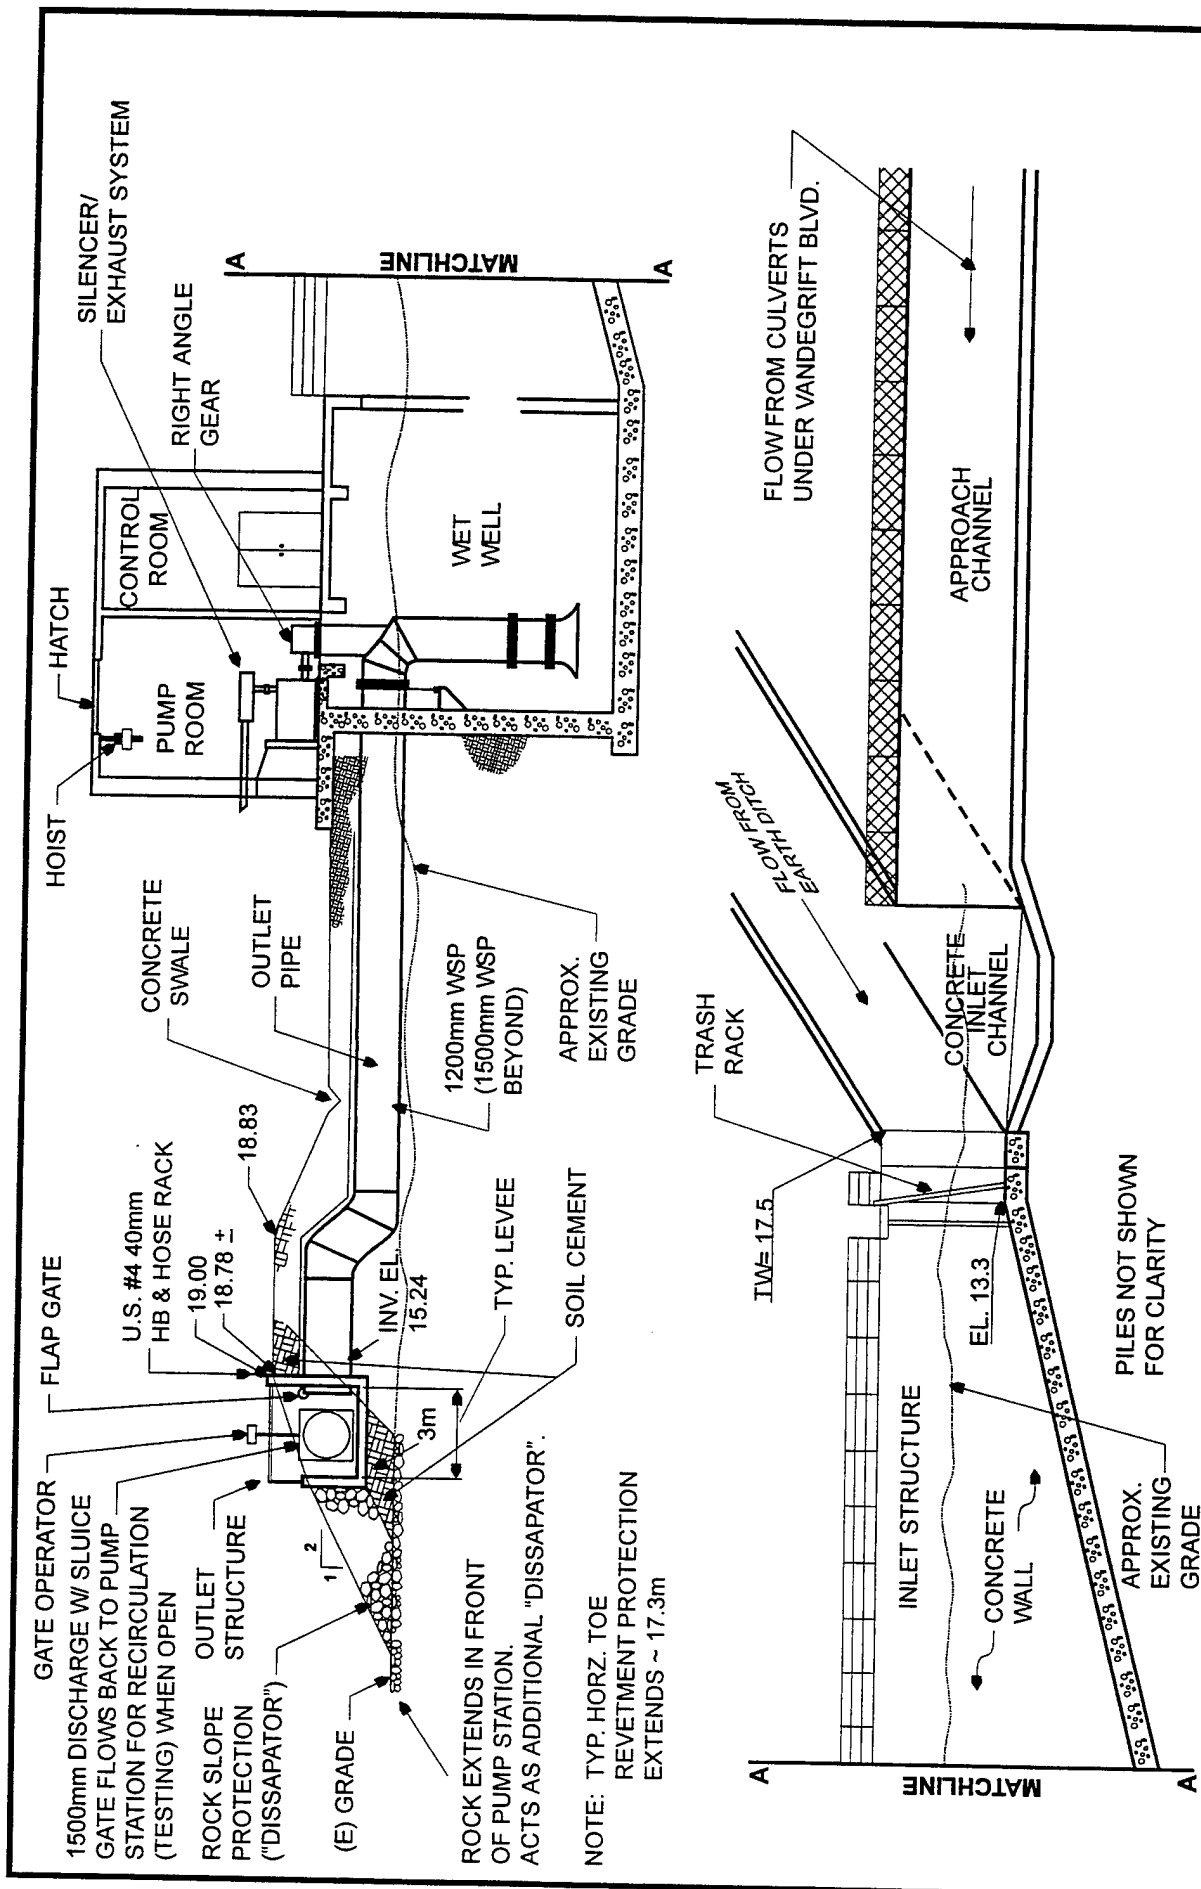 GATE OPERATOR
1500mm DISCHARGE W/ SLUICE
GATE FLOWS BACK TO PUMP
STATION FOR RECIRCULATION
(TESTING) WHEN OPEN
FLAP GATE
U.S. #4 40mm
HB & HOSE RACK
19.00
18.78 ±
18.83
CONCRETE
SWALE
OUTLET
PIPE
HOIST
HATCH
PUMP
ROOM
CONTROL
ROOM
SILENCER/
EXHAUST SYSTEM
RIGHT ANGLE
GEAR
A
MATCHLINE
A
WET
WELL
OUTLET
STRUCTURE
ROCK SLOPE
PROTECTION
("DISSAPATOR")
2
1
(E) GRADE
3m
INV. EL.
15.24
TYP. LEVEE
SOIL CEMENT
1200mm WSP
(1500mm WSP
BEYOND)
APPROX.
EXISTING
GRADE
ROCK EXTENDS IN FRONT
OF PUMP STATION.
ACTS AS ADDITIONAL "DISSAPATOR".
NOTE: TYP. HORZ. TOE
REVETMENT PROTECTION
EXTENDS ~ 17.3m
A
MATCHLINE
A
INLET STRUCTURE
CONCRETE
WALL
APPROX.
EXISTING
GRADE
TW= 17.5
EL. 13.3
PILES NOT SHOWN
FOR CLARITY
TRASH
RACK
FLOW FROM
EARTH DITCH
CONCRETE
INLET
CHANNEL
APPROACH
CHANNEL
FLOW FROM CULVERTS
UNDER VANDEGRIFT BLVD.